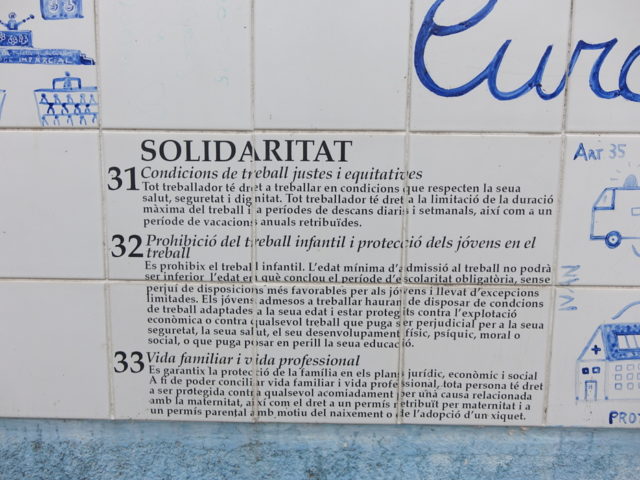 CE IMPARCIAL
Euro
SOLIDARITAT
31 Condicions de treball justes i equitatives
Tot treballador té dret a treballar en condicions que respecten la seua
salut, seguretat i dignitat. Tot treballador té dret a la limitació de la duració
màxima del treball i a períodes de descans diaris i setmanals, així com a un
període de vacacions anuals retribuïdes.
32 Prohibició del treball infantil i protecció dels jóvens en el
treball
Es prohibix el treball infantil. L'edat mínima d'admissió al treball no podrà
ser inferior l'edat en què conclou el període d'escolaritat obligatòria, sense
perjuí de disposicions més favorables per als jóvens i llevat d'excepcions
limitades. Els jóvens admesos a treballar hauran de disposar de condcions
de treball adaptades a la seua edat i estar protegits contra l'explotació
econòmica o contra qualsevol treball que puga ser perjudicial per a la seua
seguretat, la seua salut, el seu desenvolupament físic, psíquic, moral o
social, o que puga posar en perill la seua educació.
33 Vida familiar i vida professional
Es garantix la protecció de la família en els plans jurídic, econòmic i social
A fi de poder conciliar vida familiar i vida professional, tota persona té dret
a ser protegida contra qualsevol acomiadament per una causa relacionada
amb la maternitat, així com el dret a un permís retribuït per maternitat i a
un permís parental amb motiu del naixement o de l'adopció d'un xiquet.
ART 35
PROT